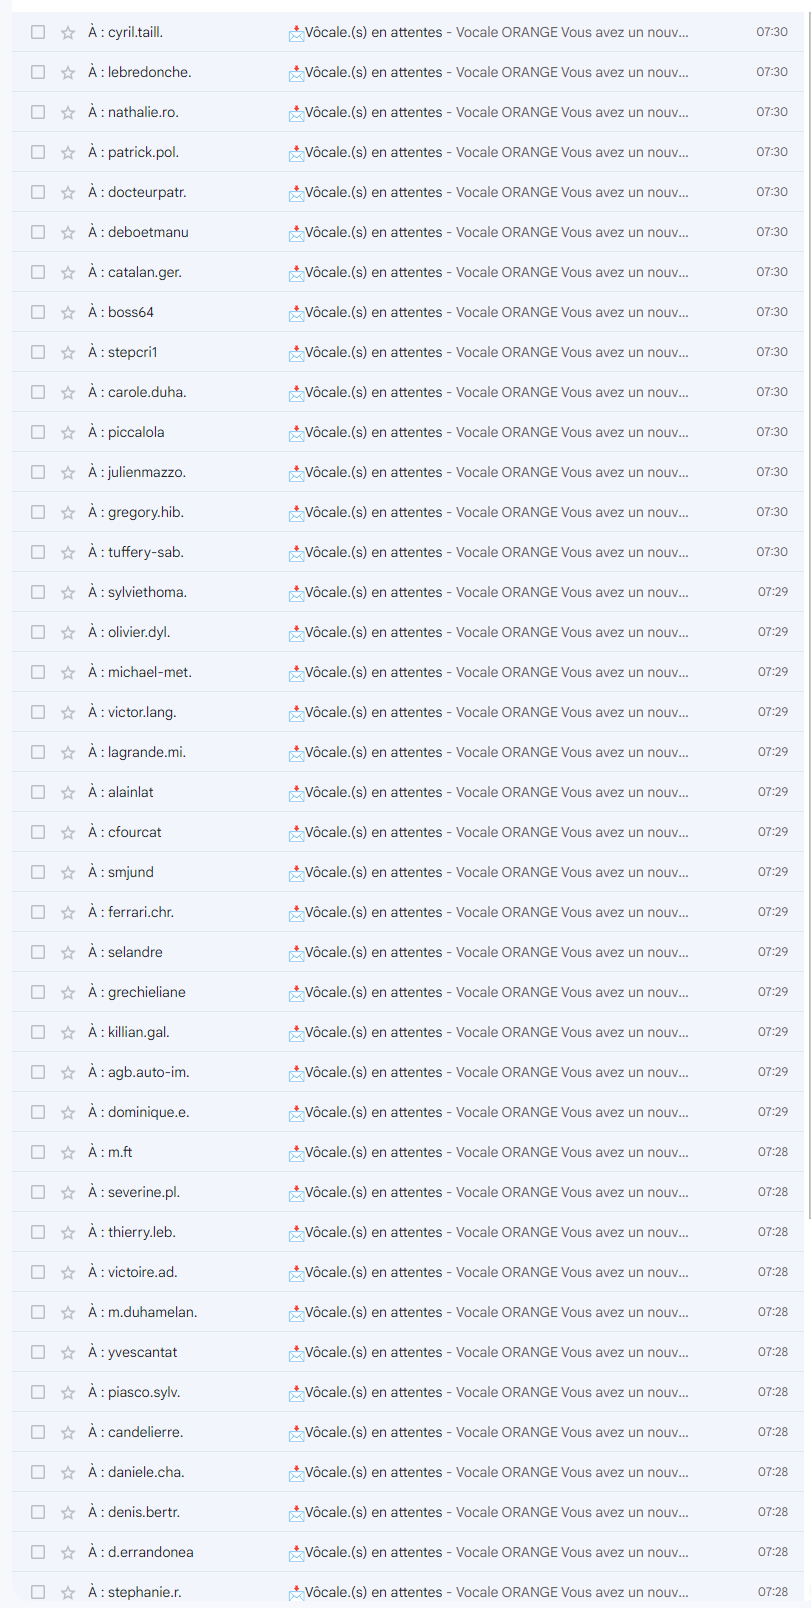 À : cyril.taill. 📩Vôcale.(s) en attentes - Vocale ORANGE Vous avez un nouv... 07:30
À : lebredonche. 📩Vôcale.(s) en attentes - Vocale ORANGE Vous avez un nouv... 07:30
À : nathalie.ro. 📩Vôcale.(s) en attentes - Vocale ORANGE Vous avez un nouv... 07:30
À : patrick.pol. 📩Vôcale.(s) en attentes - Vocale ORANGE Vous avez un nouv... 07:30
À : docteurpatr. 📩Vôcale.(s) en attentes - Vocale ORANGE Vous avez un nouv... 07:30
À : deboetmanu 📩Vôcale.(s) en attentes - Vocale ORANGE Vous avez un nouv... 07:30
À : catalan.ger. 📩Vôcale.(s) en attentes - Vocale ORANGE Vous avez un nouv... 07:30
À : boss64 📩Vôcale.(s) en attentes - Vocale ORANGE Vous avez un nouv... 07:30
À : stepcri1 📩Vôcale.(s) en attentes - Vocale ORANGE Vous avez un nouv... 07:30
À : carole.duha. 📩Vôcale.(s) en attentes - Vocale ORANGE Vous avez un nouv... 07:30
À : piccalola 📩Vôcale.(s) en attentes - Vocale ORANGE Vous avez un nouv... 07:30
À : julienmazzo. 📩Vôcale.(s) en attentes - Vocale ORANGE Vous avez un nouv... 07:30
À : gregory.hib. 📩Vôcale.(s) en attentes - Vocale ORANGE Vous avez un nouv... 07:30
À : tuffery-sab. 📩Vôcale.(s) en attentes - Vocale ORANGE Vous avez un nouv... 07:30
À : sylviethoma. 📩Vôcale.(s) en attentes - Vocale ORANGE Vous avez un nouv... 07:29
À : olivier.dyl. 📩Vôcale.(s) en attentes - Vocale ORANGE Vous avez un nouv... 07:29
À : michael-met. 📩Vôcale.(s) en attentes - Vocale ORANGE Vous avez un nouv... 07:29
À : victor.lang. 📩Vôcale.(s) en attentes - Vocale ORANGE Vous avez un nouv... 07:29
À : lagrande.mi. 📩Vôcale.(s) en attentes - Vocale ORANGE Vous avez un nouv... 07:29
À : alainlat 📩Vôcale.(s) en attentes - Vocale ORANGE Vous avez un nouv... 07:29
À : cfourcat 📩Vôcale.(s) en attentes - Vocale ORANGE Vous avez un nouv... 07:29
À : smjund 📩Vôcale.(s) en attentes - Vocale ORANGE Vous avez un nouv... 07:29
À : ferrari.chr. 📩Vôcale.(s) en attentes - Vocale ORANGE Vous avez un nouv... 07:29
À : selandre 📩Vôcale.(s) en attentes - Vocale ORANGE Vous avez un nouv... 07:29
À : grechieliane 📩Vôcale.(s) en attentes - Vocale ORANGE Vous avez un nouv... 07:29
À : killian.gal. 📩Vôcale.(s) en attentes - Vocale ORANGE Vous avez un nouv... 07:29
À : agb.auto-im. 📩Vôcale.(s) en attentes - Vocale ORANGE Vous avez un nouv... 07:29
À : dominique.e. 📩Vôcale.(s) en attentes - Vocale ORANGE Vous avez un nouv... 07:29
À : m.ft 📩Vôcale.(s) en attentes - Vocale ORANGE Vous avez un nouv... 07:28
À : severine.pl. 📩Vôcale.(s) en attentes - Vocale ORANGE Vous avez un nouv... 07:28
À : thierry.leb. 📩Vôcale.(s) en attentes - Vocale ORANGE Vous avez un nouv... 07:28
À : victoire.ad. 📩Vôcale.(s) en attentes - Vocale ORANGE Vous avez un nouv... 07:28
À : m.duhamelan. 📩Vôcale.(s) en attentes - Vocale ORANGE Vous avez un nouv... 07:28
À : yvescantat 📩Vôcale.(s) en attentes - Vocale ORANGE Vous avez un nouv... 07:28
À : piasco.sylv. 📩Vôcale.(s) en attentes - Vocale ORANGE Vous avez un nouv... 07:28
À : candelierre. 📩Vôcale.(s) en attentes - Vocale ORANGE Vous avez un nouv... 07:28
À : daniele.cha. 📩Vôcale.(s) en attentes - Vocale ORANGE Vous avez un nouv... 07:28
À : denis.bertr. 📩Vôcale.(s) en attentes - Vocale ORANGE Vous avez un nouv... 07:28
À : d.errandonea 📩Vôcale.(s) en attentes - Vocale ORANGE Vous avez un nouv... 07:28
À : stephanie.r. 📩Vôcale.(s) en attentes - Vocale ORANGE Vous avez un nouv... 07:28